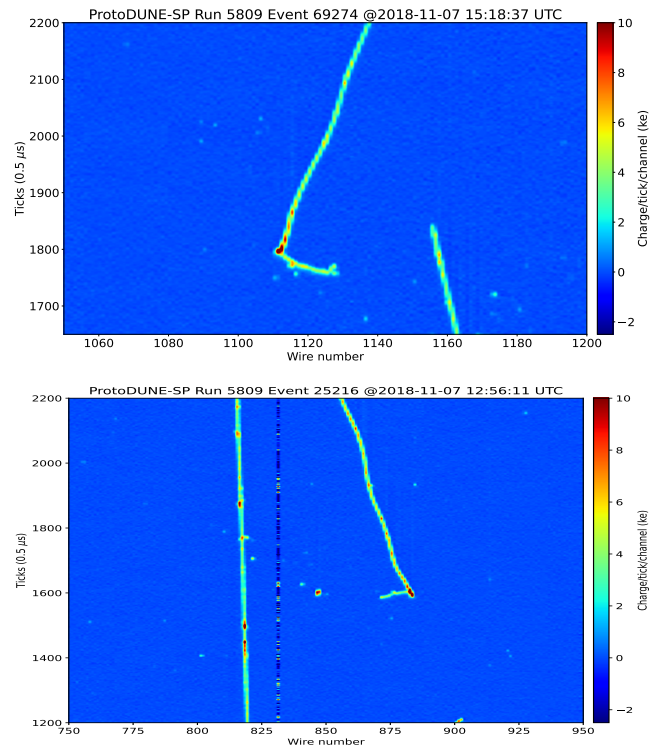 ProtoDUNE-SP Run 5809 Event 69274 @2018-11-07 15:18:37 UTC
2200
2100
2000
1900
1800
1700
Ticks (0.5 μs)
1060 1080 1100 1120 1140 1160 1180 1200
Wire number
10
8
6
4
2
0
−2
Charge/tick/channel (ke)
ProtoDUNE-SP Run 5809 Event 25216 @2018-11-07 12:56:11 UTC
2200
2000
1800
1600
1400
1200
Ticks (0.5 μs)
750 775 800 825 850 875 900 925 950
Wire number
10
8
6
4
2
0
−2
Charge/tick/channel (ke)